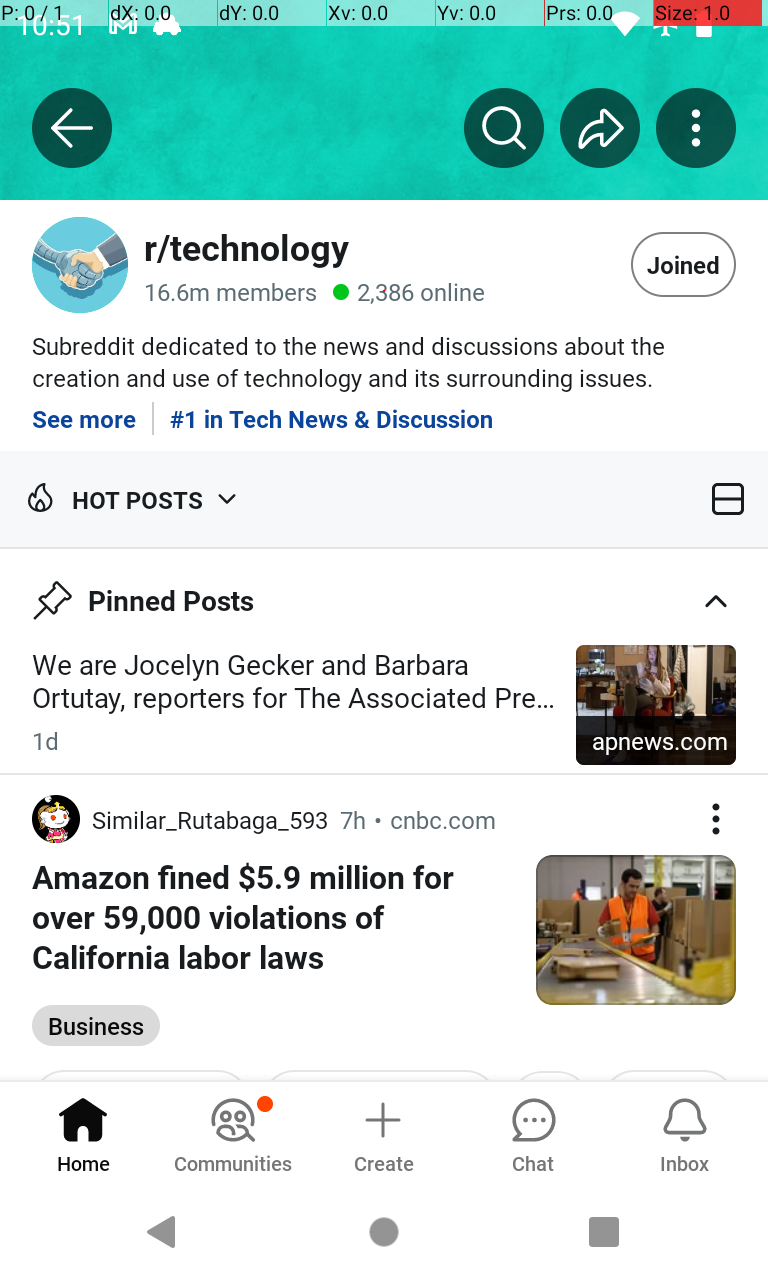 P: 0 / 1 dX: 0.0 dY: 0.0 Xv: 0.0 Yv: 0.0 Prs: 0.0 Size: 1.0
10:51
r/technology
Joined
16.6m members 2,386 online
Subreddit dedicated to the news and discussions about the
creation and use of technology and its surrounding issues.
See more #1 in Tech News & Discussion
HOT POSTS
Pinned Posts
We are Jocelyn Gecker and Barbara
Ortutay, reporters for The Associated Pre...
apnews.com
1d
Similar_Rutabaga_593 7h • cnbc.com
Amazon fined $5.9 million for
over 59,000 violations of
California labor laws
Business
Home Communities Create Chat Inbox